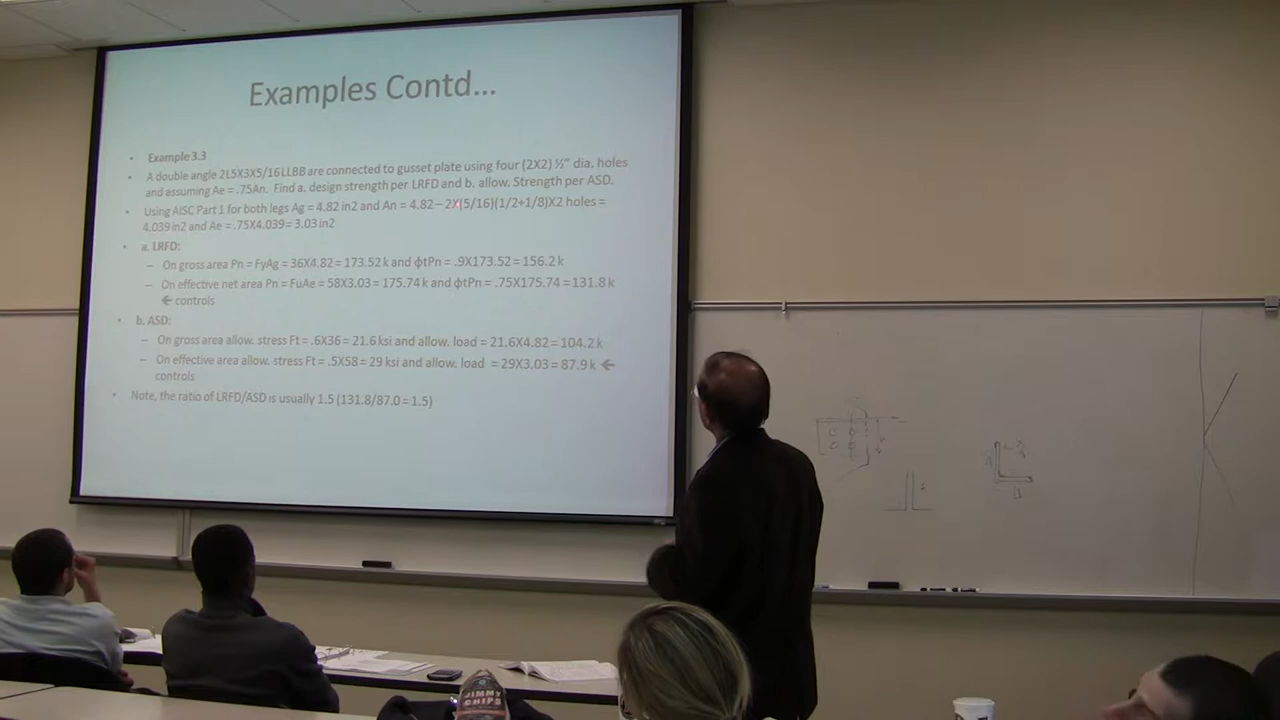 Examples Contd...
• Example 3.3
• A double angle 2L5X3X5/16 LLBB are connected to gusset plate using four (2X2) ½" dia. holes
and assuming Ae = .75An. Find a. design strength per LRFD and b. allow. Strength per ASD.
• Using AISC Part 1 for both legs Ag = 4.82 in2 and An = 4.82 – 2X(5/16)(1/2+1/8)X2 holes =
4.039 in2 and Ae = .75X4.039= 3.03 in2
• a. LRFD:
– On gross area Pn = FyAg = 36X4.82 = 173.52 k and ϕtPn = .9X173.52 = 156.2 k
– On effective net area Pn = FuAe = 58X3.03 = 175.74 k and ϕtPn = .75X175.74 = 131.8 k
← controls
• b. ASD:
– On gross area allow. stress Ft = .6X36 = 21.6 ksi and allow. load = 21.6X4.82 = 104.2 k
– On effective area allow. stress Ft = .5X58 = 29 ksi and allow. load = 29X3.03 = 87.9 k ←
controls
• Note, the ratio of LRFD/ASD is usually 1.5 (131.8/87.0 = 1.5)
JIMMY
CHIPS